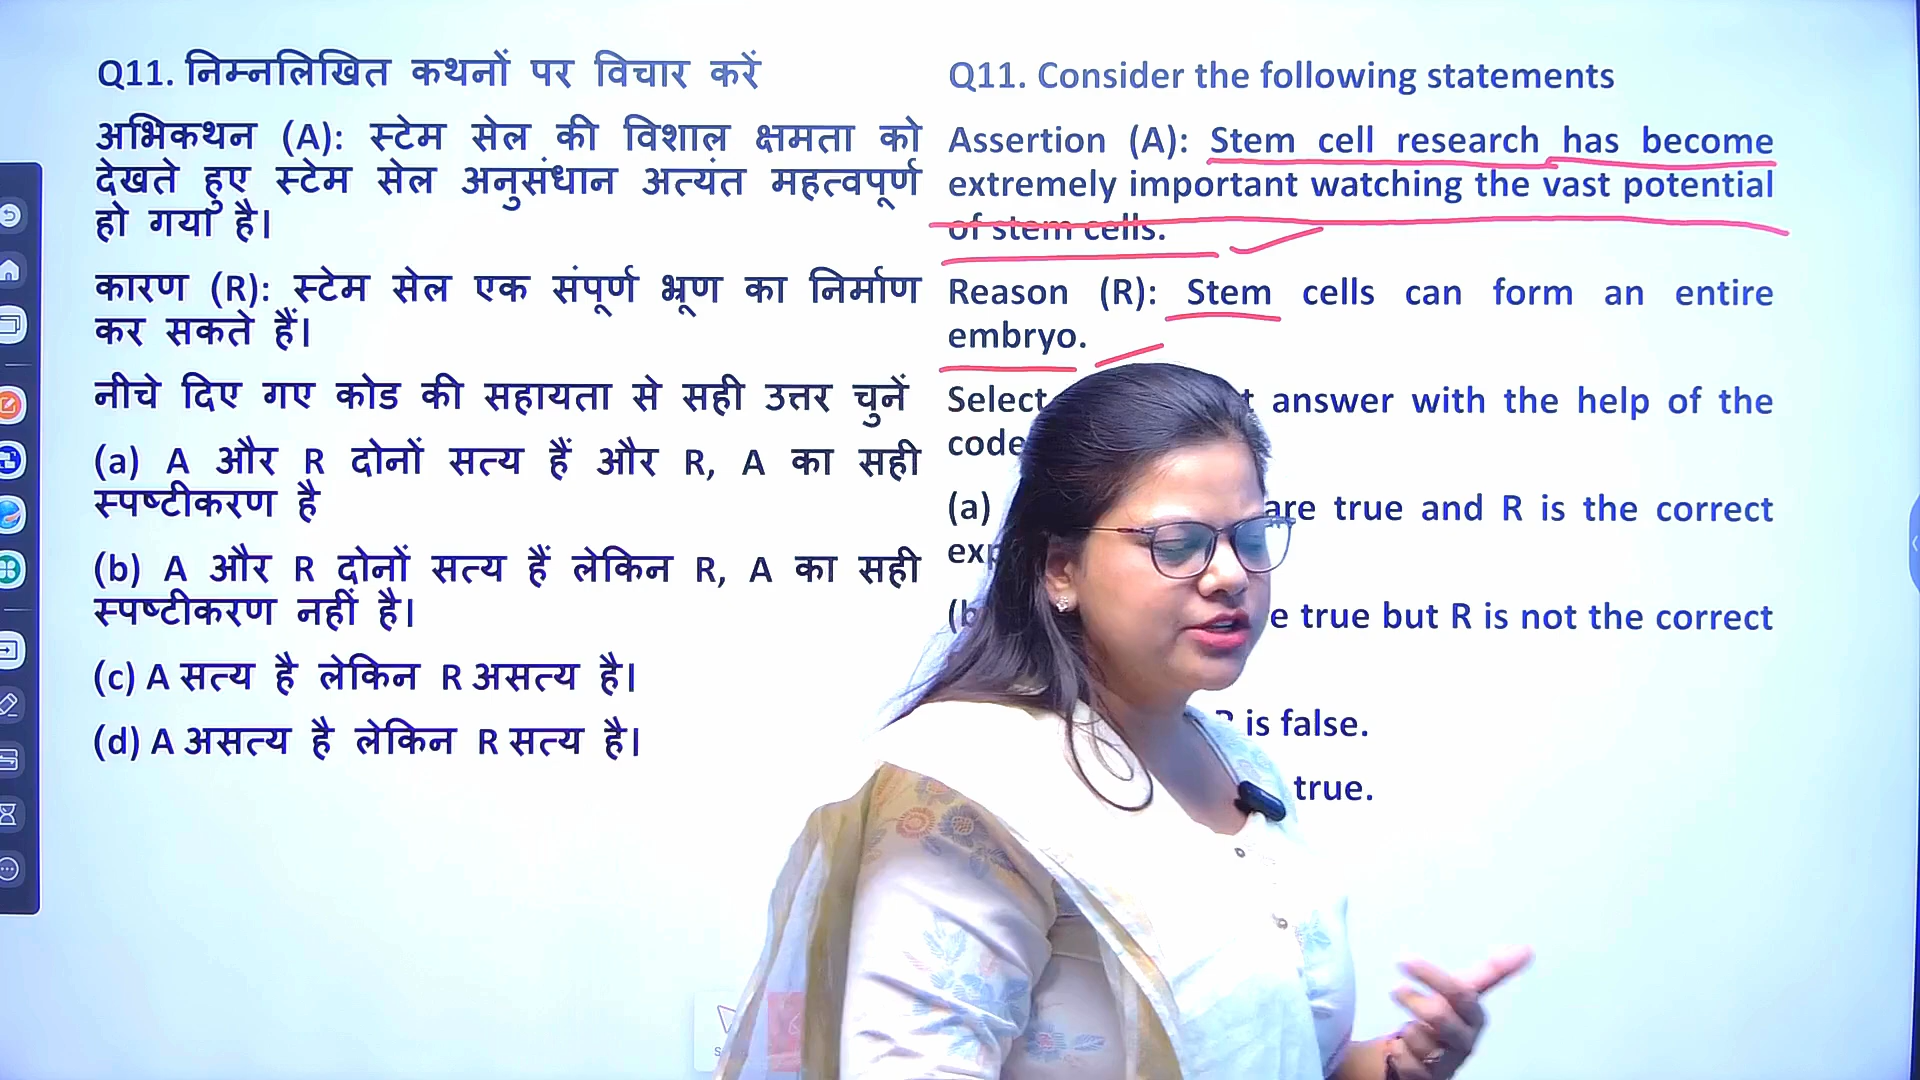 Q11. निम्नलिखित कथनों पर विचार करें
अभिकथन (A): स्टेम सेल की विशाल क्षमता को
देखते हुए स्टेम सेल अनुसंधान अत्यंत महत्वपूर्ण
हो गया है।
कारण (R): स्टेम सेल एक संपूर्ण भ्रूण का निर्माण
कर सकते हैं।
नीचे दिए गए कोड की सहायता से सही उत्तर चुनें
(a) A और R दोनों सत्य हैं और R, A का सही
स्पष्टीकरण है
(b) A और R दोनों सत्य हैं लेकिन R, A का सही
स्पष्टीकरण नहीं है।
(c) A सत्य है लेकिन R असत्य है।
(d) A असत्य है लेकिन R सत्य है।
Q11. Consider the following statements
Assertion (A): Stem cell research has become
extremely important watching the vast potential
of stem cells.
Reason (R): Stem cells can form an entire
embryo.
Select answer with the help of the
code
(a) are true and R is the correct
true but R is not the correct
is false.
true.